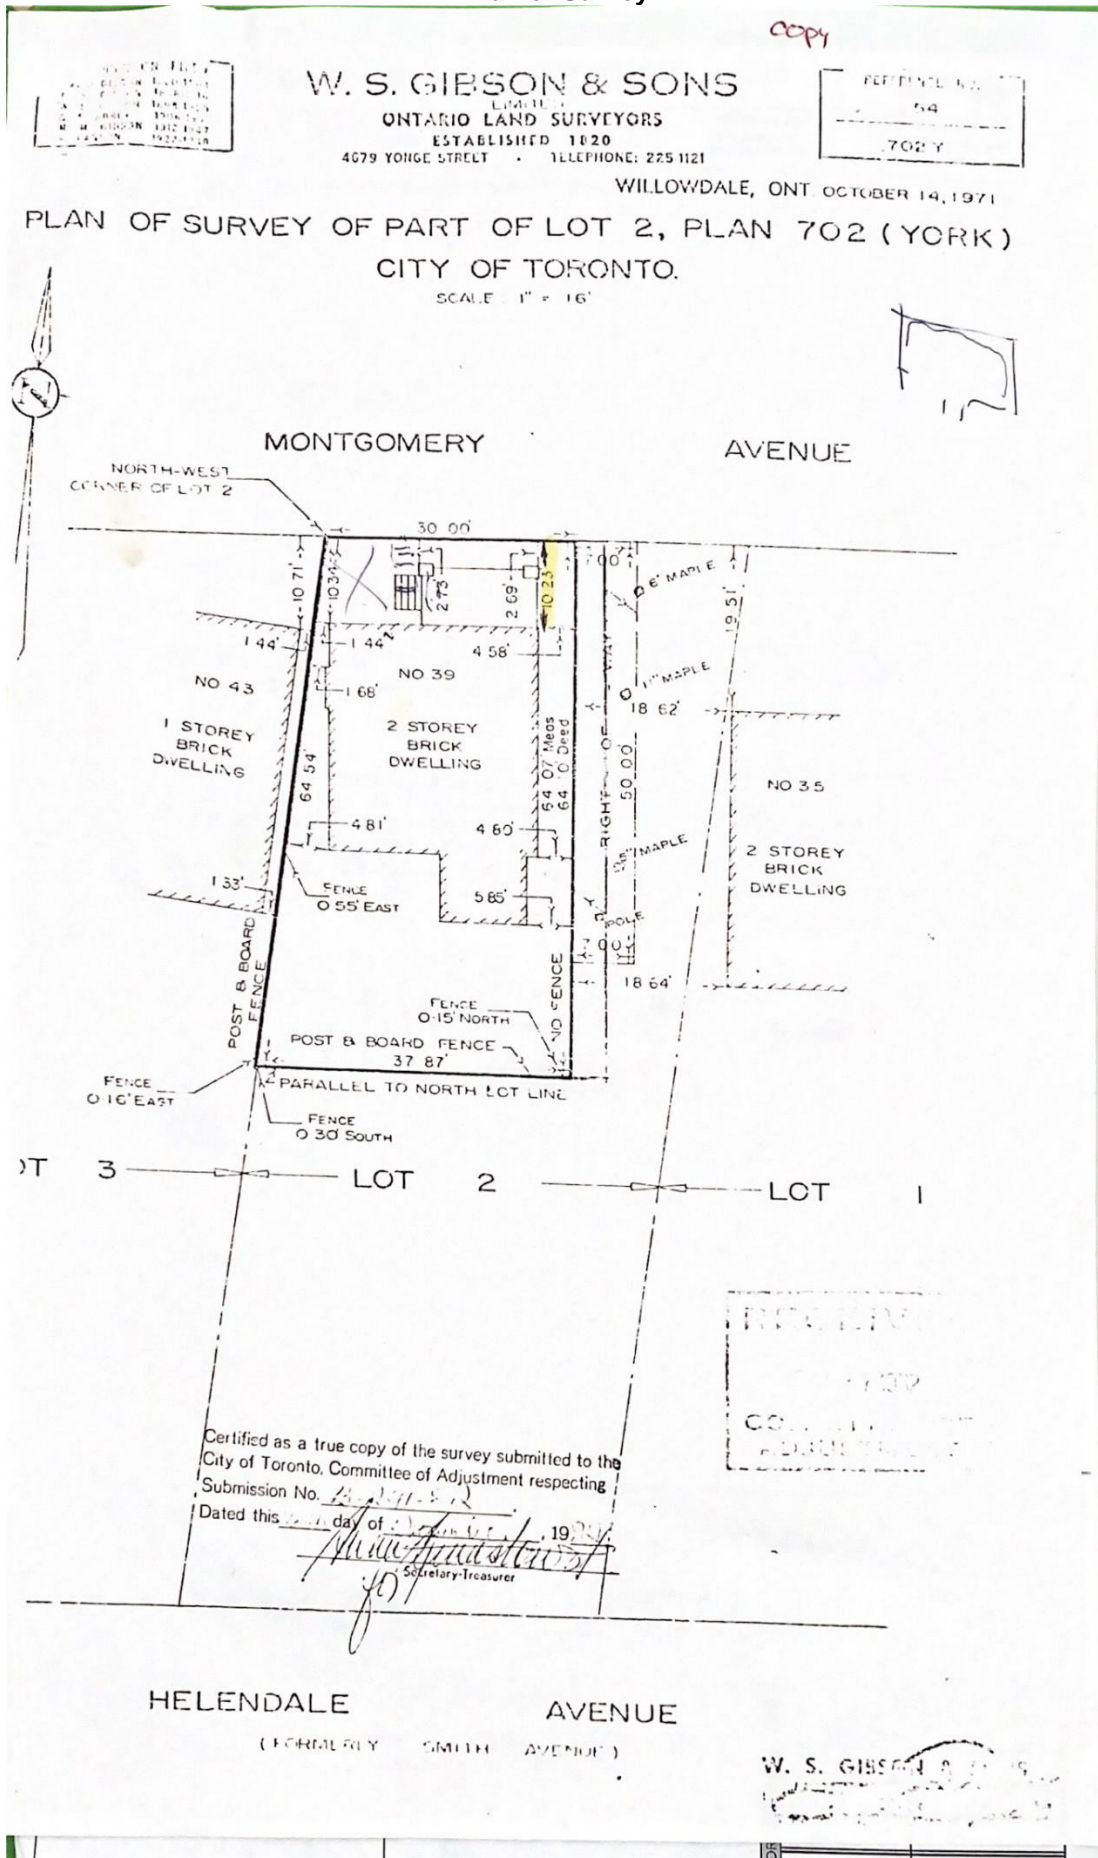 COPY
W. S. GIBSON & SONS
LIMITED
ONTARIO LAND SURVEYORS
ESTABLISHED 1820
4679 YONGE STREET · TELEPHONE: 225 1121
54
702 Y
WILLOWDALE, ONT. OCTOBER 14, 1971
PLAN OF SURVEY OF PART OF LOT 2, PLAN 702 (YORK)
CITY OF TORONTO.
SCALE 1" = 16'
MONTGOMERY AVENUE
NORTH-WEST
CORNER OF LOT 2
30 00'
7 00'
10 71'
10 34'
2 73'
2 69'
10 23'
6" MAPLE
19 51'
1 44'
1 44'
4 58'
NO 43
1 STOREY
BRICK
DWELLING
1 68'
NO 39
2 STOREY
BRICK
DWELLING
MAPLE
18 62'
64 54'
64 07' Meas
64 Deed
RIGHT-OF-WAY
50 00'
NO 35
2 STOREY
BRICK
DWELLING
4 81'
4 80'
MAPLE
1 33'
FENCE
0 55' EAST
5 85'
POLE
POST & BOARD
FENCE
NO FENCE
18 64'
FENCE
0·15' NORTH
POST & BOARD FENCE
37 87'
PARALLEL TO NORTH LOT LINE
FENCE
0·16' EAST
FENCE
0 30' SOUTH
OT 3
LOT 2
LOT 1
Certified as a true copy of the survey submitted to the
City of Toronto, Committee of Adjustment respecting
Submission No.
Dated this day of , 19
Secretary-Treasurer
HELENDALE AVENUE
(FORMERLY SMITH AVENUE)
W. S. GIBSON &